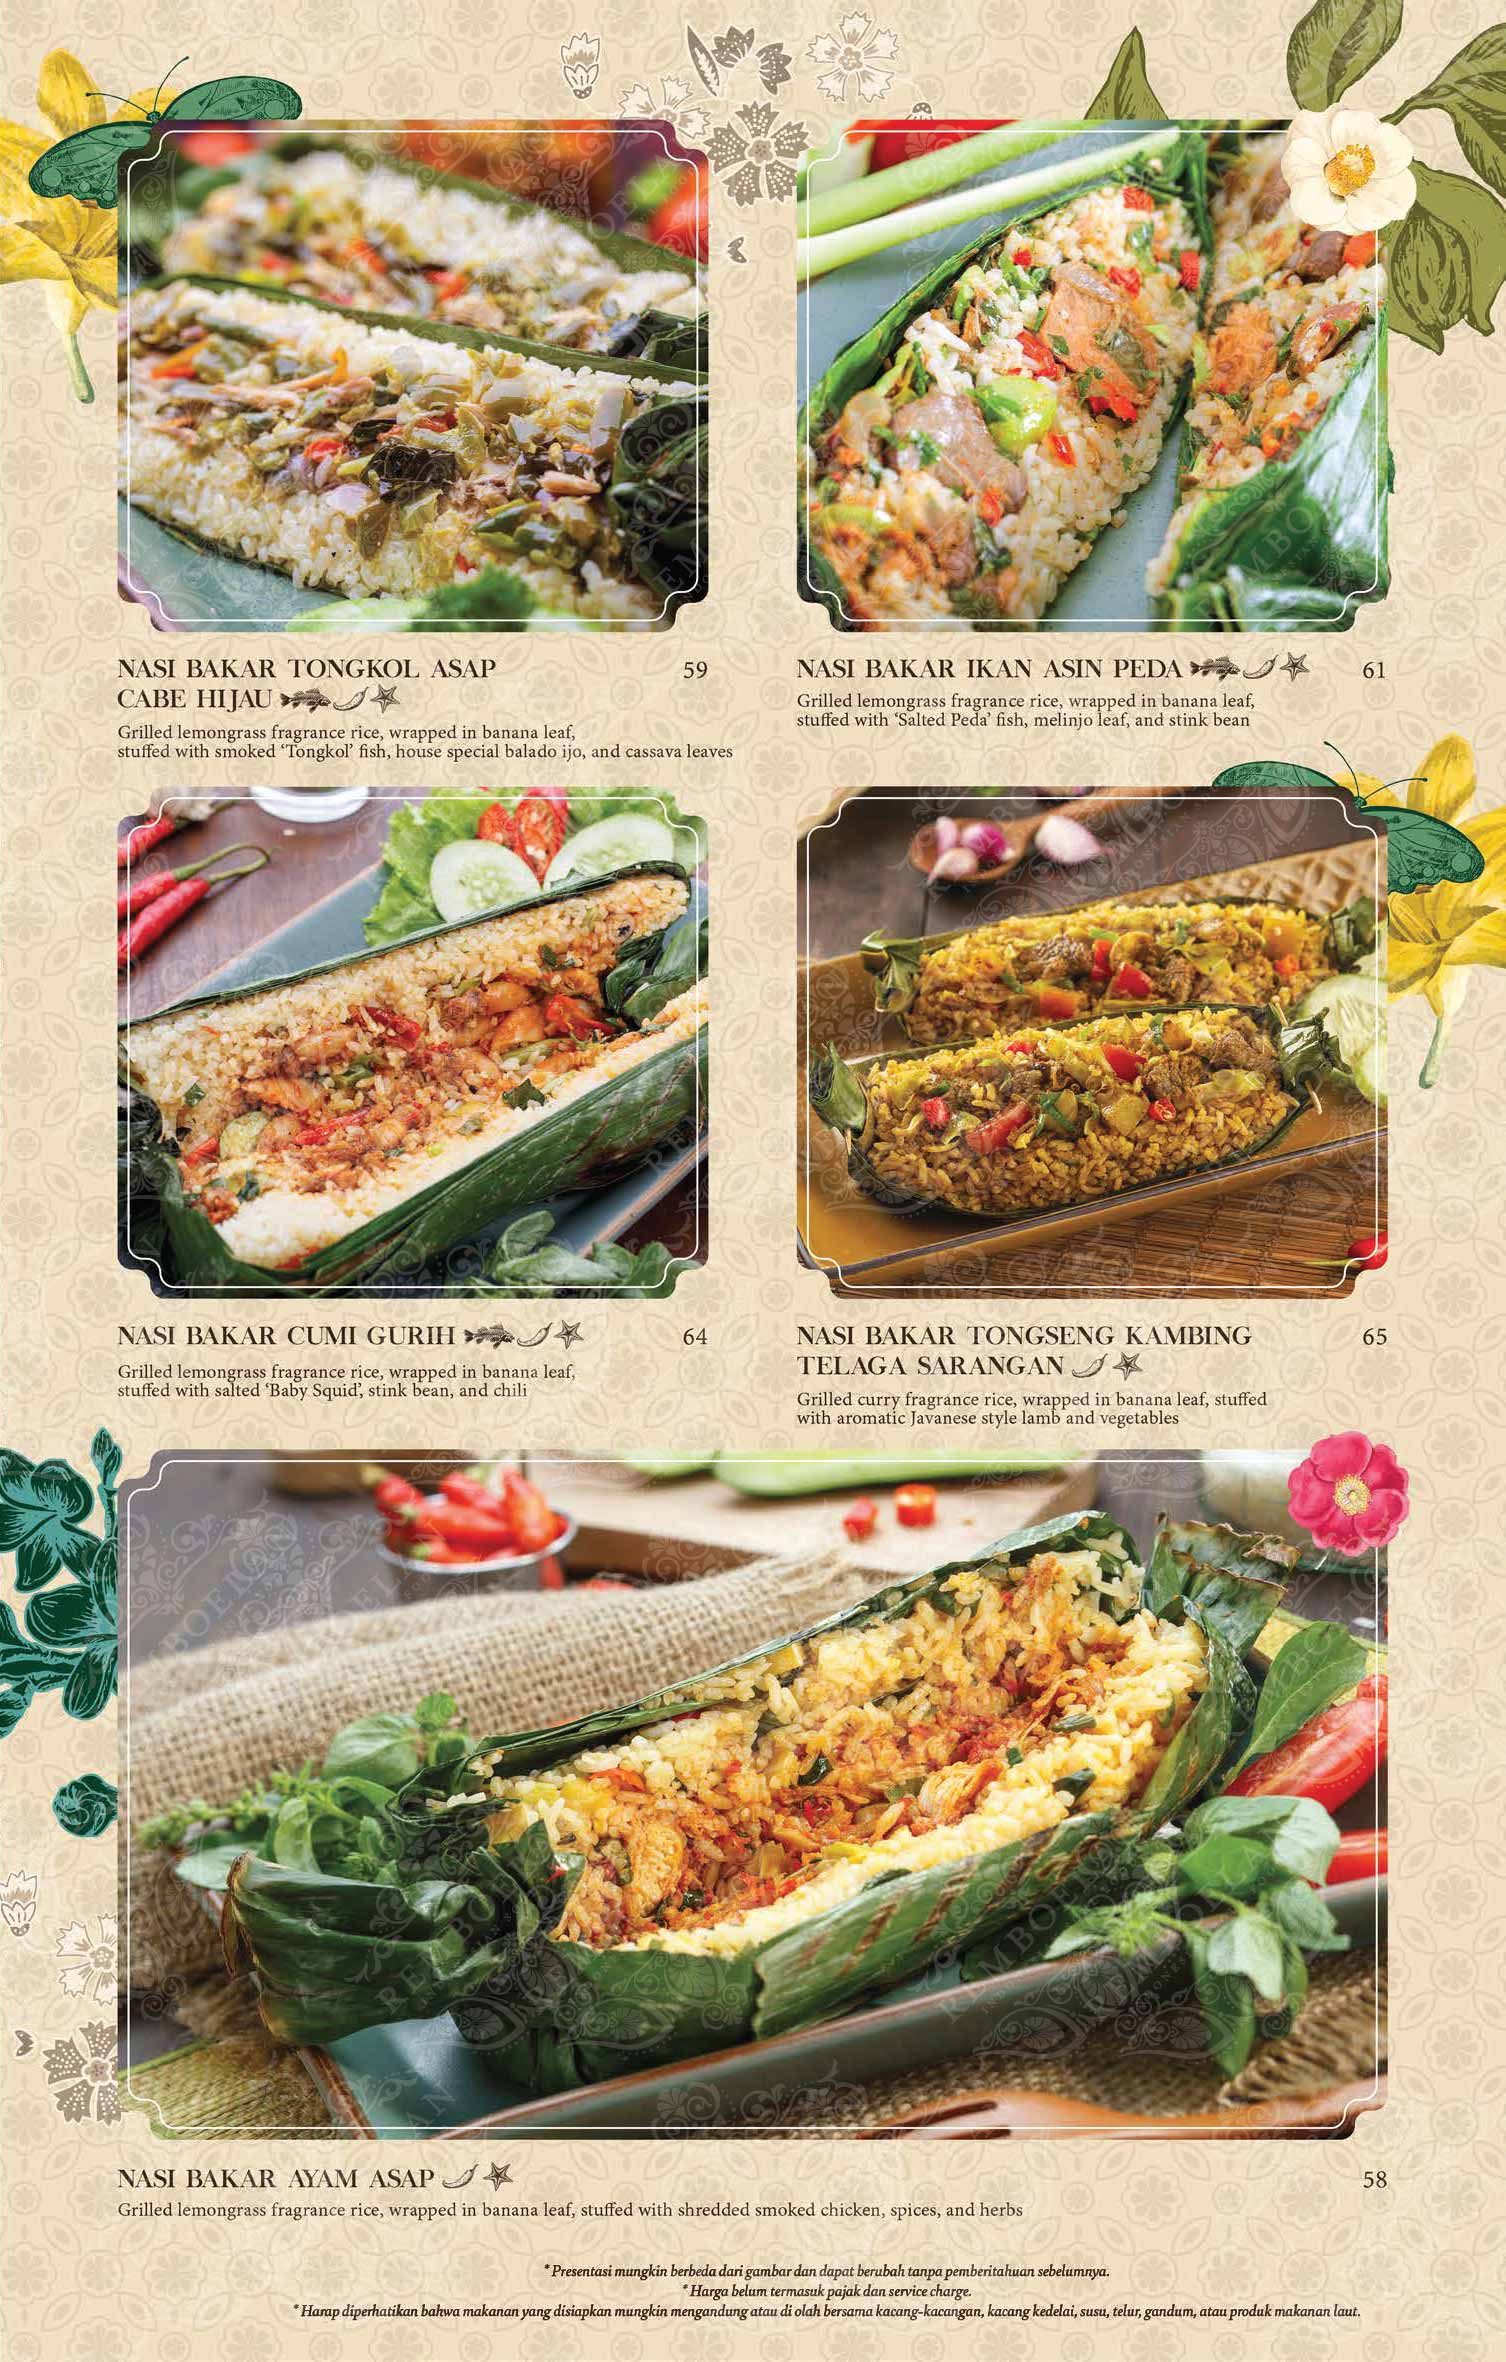 NASI BAKAR TONGKOL ASAP 59
CABE HIJAU
Grilled lemongrass fragrance rice, wrapped in banana leaf,
stuffed with smoked ‘Tongkol’ fish, house special balado ijo, and cassava leaves
NASI BAKAR IKAN ASIN PEDA 61
Grilled lemongrass fragrance rice, wrapped in banana leaf,
stuffed with ‘Salted Peda’ fish, melinjo leaf, and stink bean
NASI BAKAR CUMI GURIH 64
Grilled lemongrass fragrance rice, wrapped in banana leaf,
stuffed with salted ‘Baby Squid’, stink bean, and chili
NASI BAKAR TONGSENG KAMBING 65
TELAGA SARANGAN
Grilled curry fragrance rice, wrapped in banana leaf, stuffed
with aromatic Javanese style lamb and vegetables
NASI BAKAR AYAM ASAP 58
Grilled lemongrass fragrance rice, wrapped in banana leaf, stuffed with shredded smoked chicken, spices, and herbs
* Presentasi mungkin berbeda dari gambar dan dapat berubah tanpa pemberitahuan sebelumnya.
* Harga belum termasuk pajak dan service charge.
* Harap diperhatikan bahwa makanan yang disiapkan mungkin mengandung atau di olah bersama kacang-kacangan, kacang kedelai, susu, telur, gandum, atau produk makanan laut.